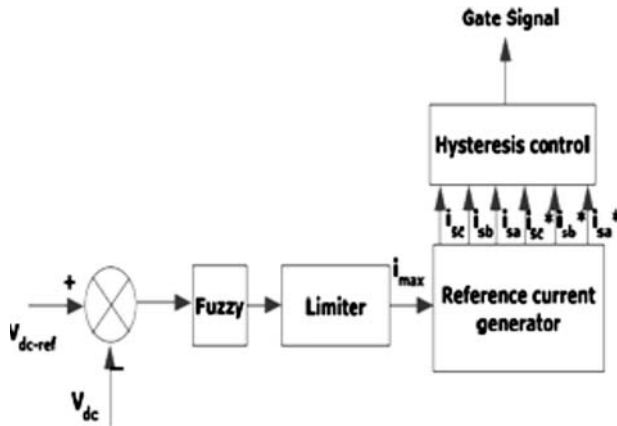 Gate Signal
Hysteresis control
i_sc i_sb i_sa i_sc* i_sb* i_sa*
i_max
+
Fuzzy
Limiter
Reference current
generator
V_dc-ref
V_dc